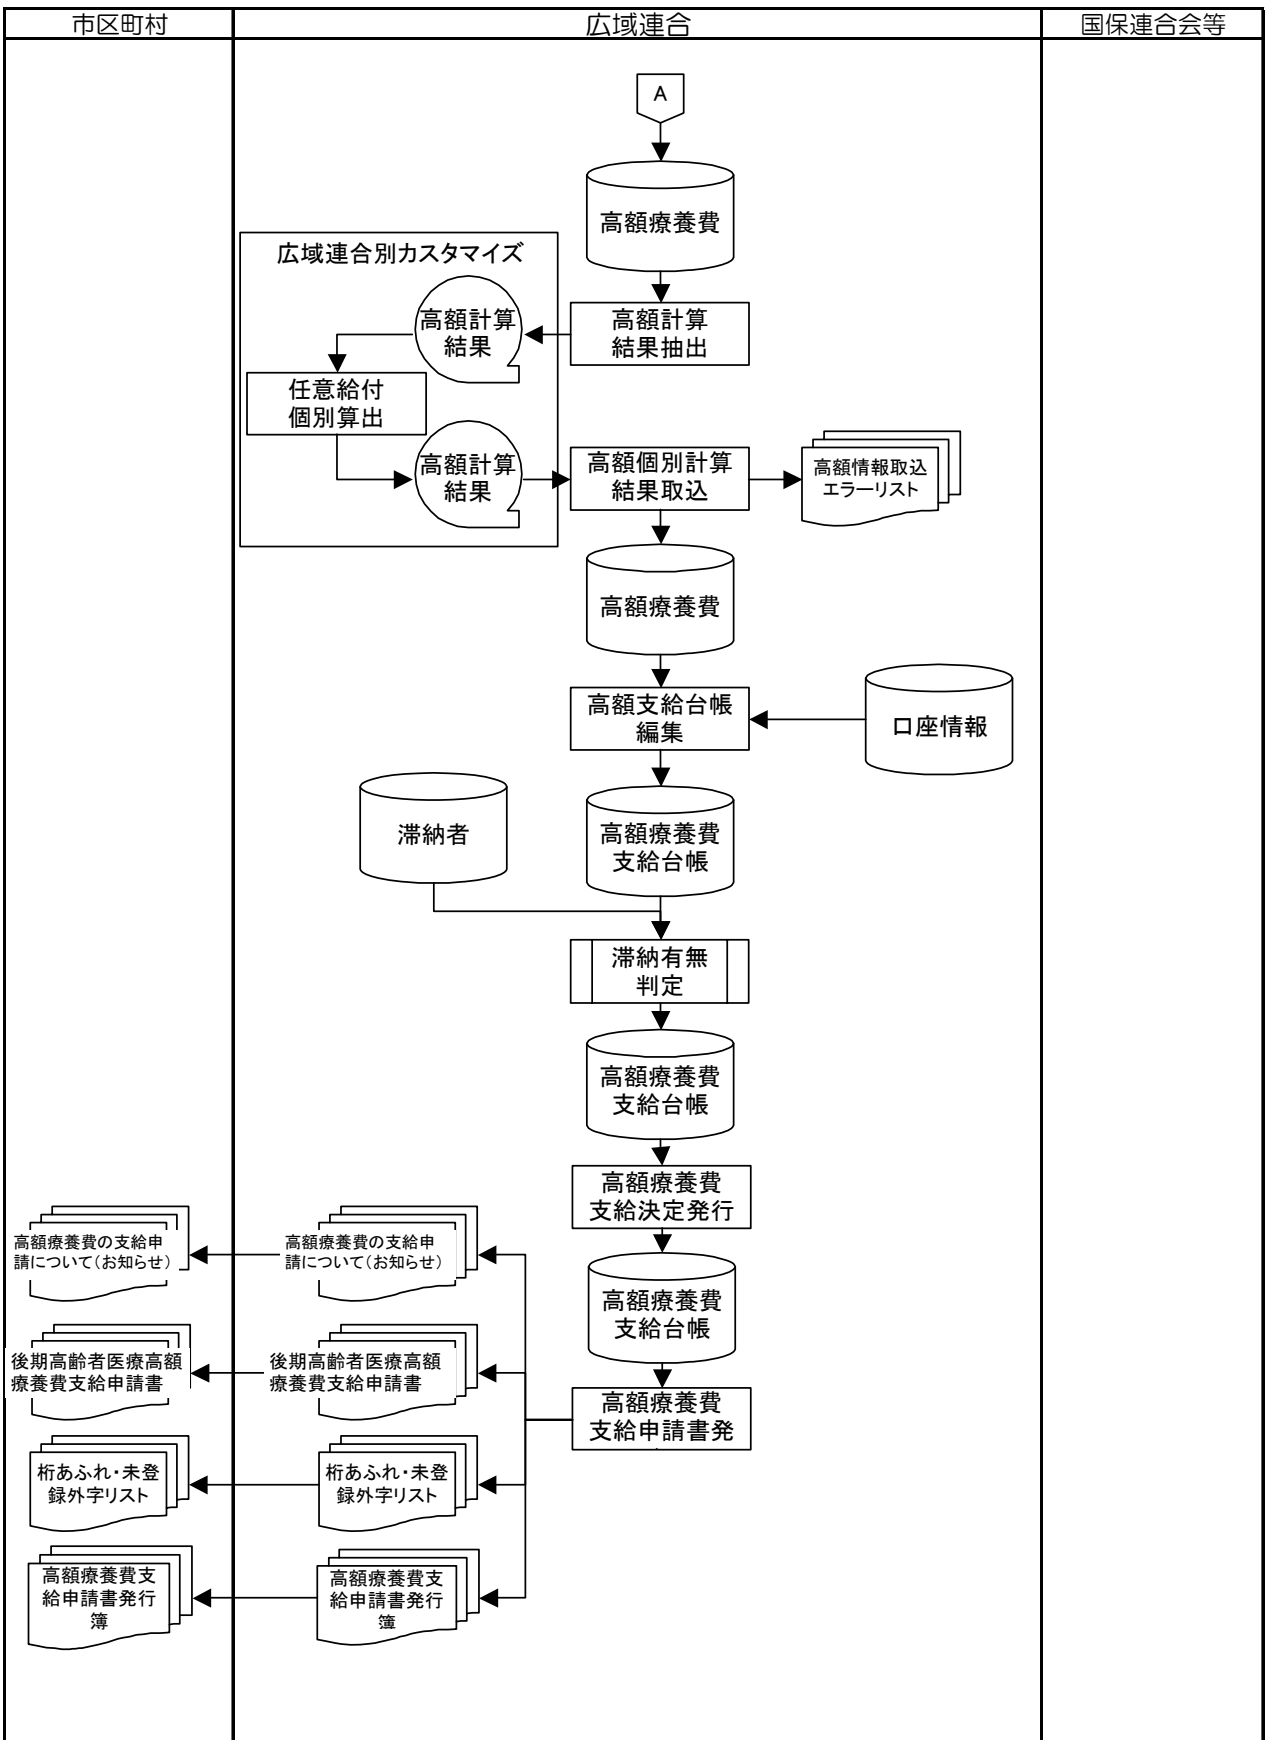 市区町村
広域連合
国保連合会等
A
高額療養費
広域連合別カスタマイズ
高額計算
結果
高額計算
結果抽出
任意給付
個別算出
高額計算
結果
高額個別計算
結果取込
高額情報取込
エラーリスト
高額療養費
高額支給台帳
編集
口座情報
滞納者
高額療養費
支給台帳
滞納有無
判定
高額療養費
支給台帳
高額療養費
支給決定発行
高額療養費の支給申
請について(お知らせ)
高額療養費の支給申
請について(お知らせ)
高額療養費
支給台帳
後期高齢者医療高額
療養費支給申請書
後期高齢者医療高額
療養費支給申請書
高額療養費
支給申請書発
桁あふれ・未登
録外字リスト
桁あふれ・未登
録外字リスト
高額療養費支
給申請書発行
簿
高額療養費支
給申請書発行
簿